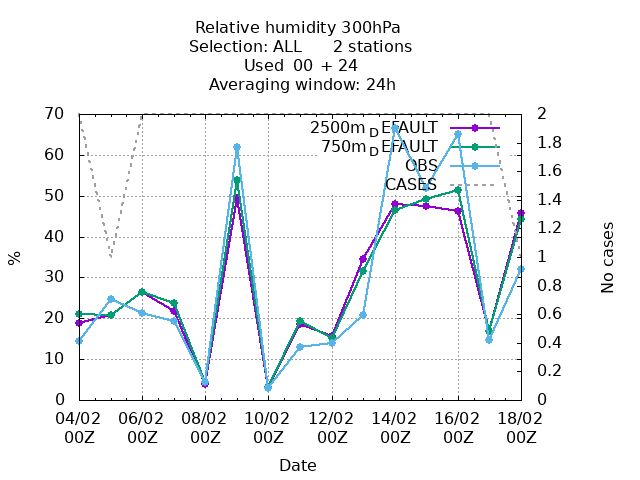 Relative humidity 300hPa
Selection: ALL 2 stations
Used 00 + 24
Averaging window: 24h
70
60
50
40
30
20
10
0
%
2500m_DEFAULT
750m_DEFAULT
OBS
CASES
2
1.8
1.6
1.4
1.2
1
0.8
0.6
0.4
0.2
0
No cases
04/02 06/02 08/02 10/02 12/02 14/02 16/02 18/02
00Z 00Z 00Z 00Z 00Z 00Z 00Z 00Z
Date